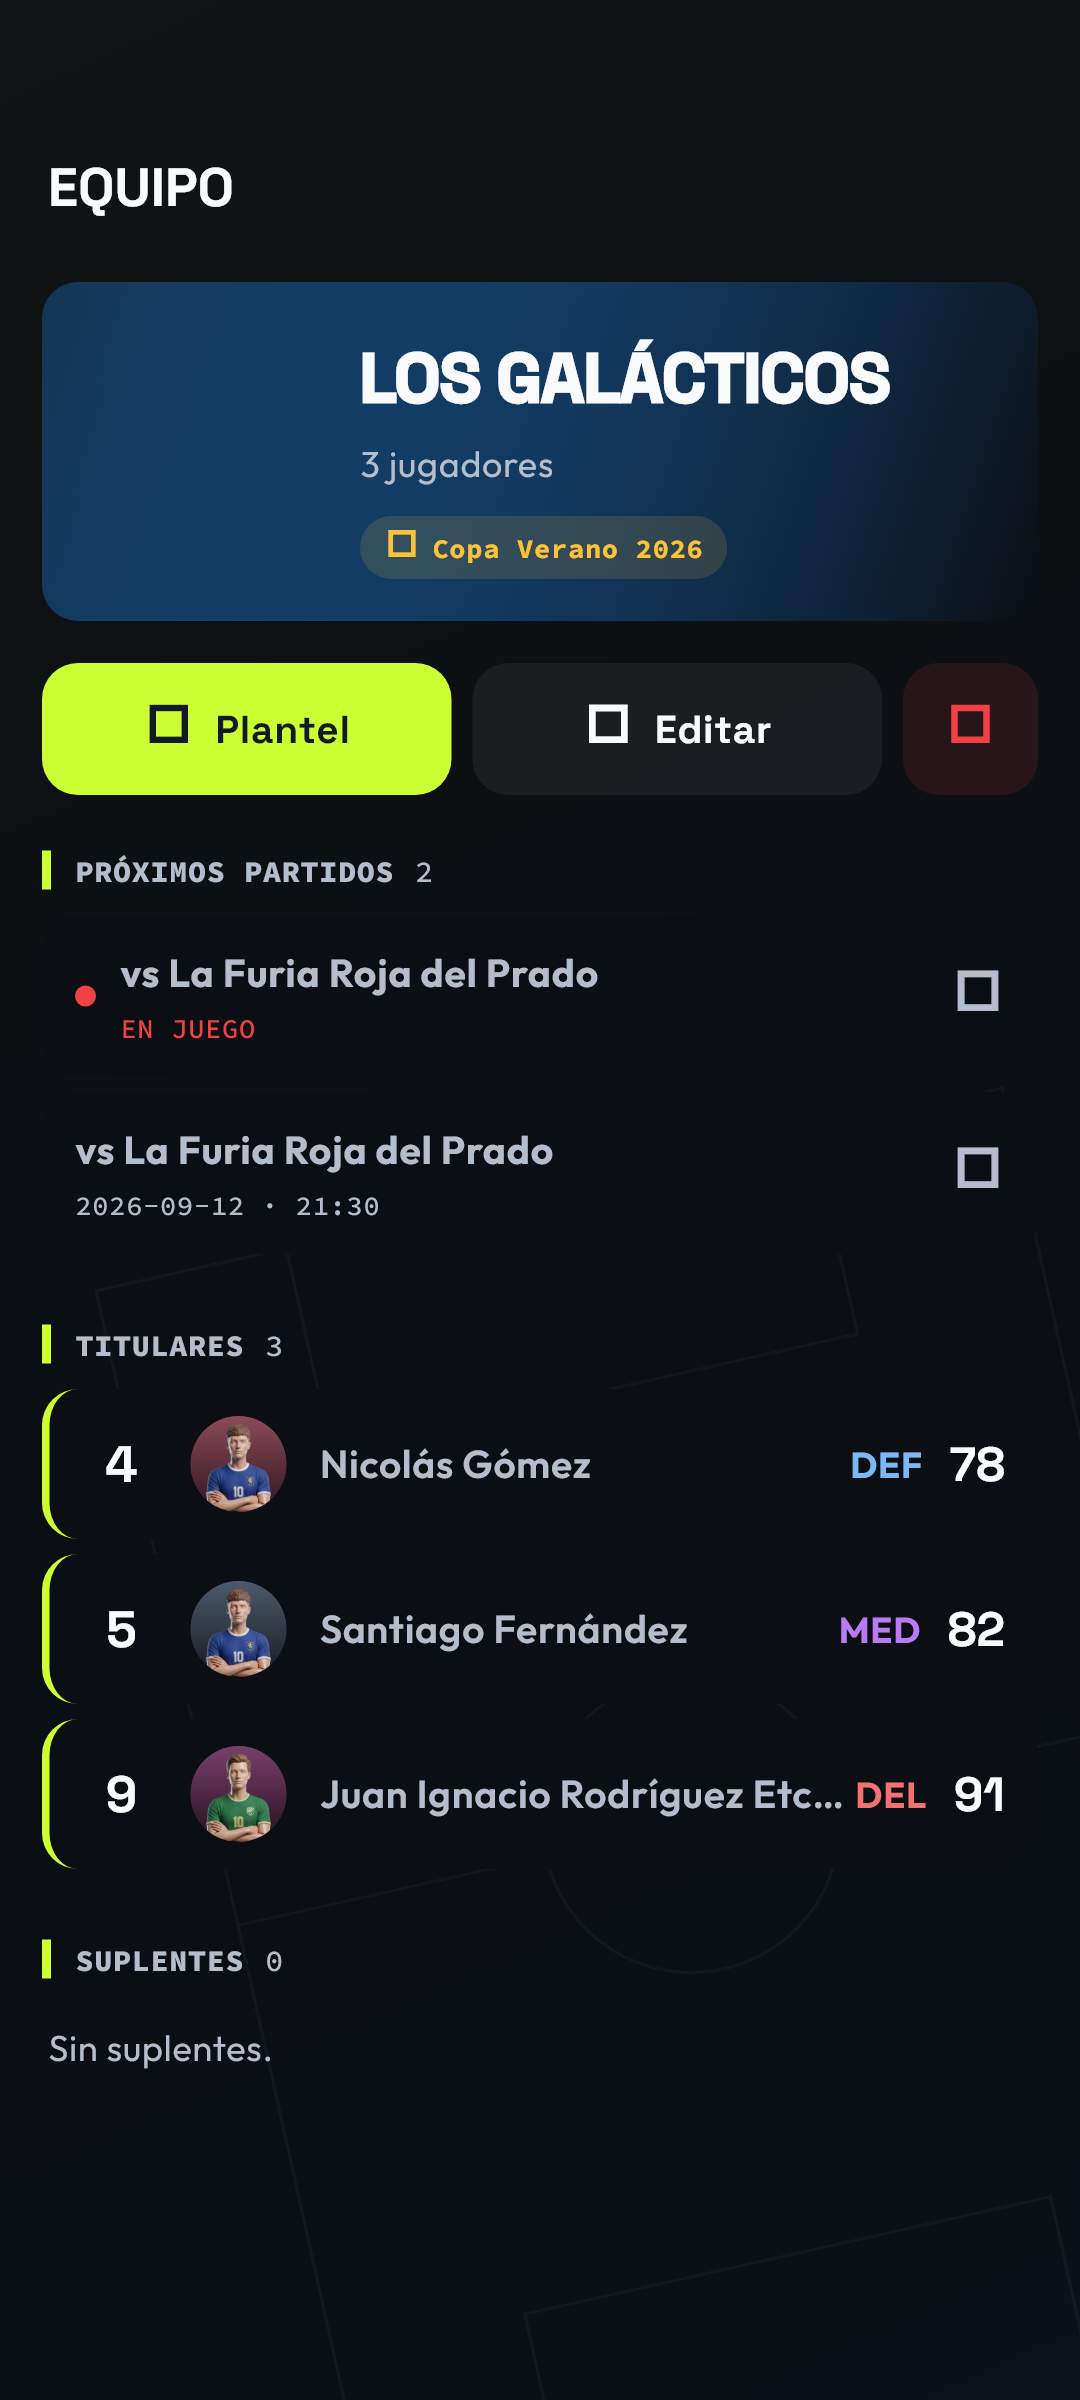 EQUIPO
LOS GALÁCTICOS
3 jugadores
Copa Verano 2026
Plantel
Editar
PRÓXIMOS PARTIDOS 2
vs La Furia Roja del Prado
EN JUEGO
vs La Furia Roja del Prado
2026-09-12 · 21:30
TITULARES 3
4 Nicolás Gómez DEF 78
5 Santiago Fernández MED 82
9 Juan Ignacio Rodríguez Etc... DEL 91
SUPLENTES 0
Sin suplentes.